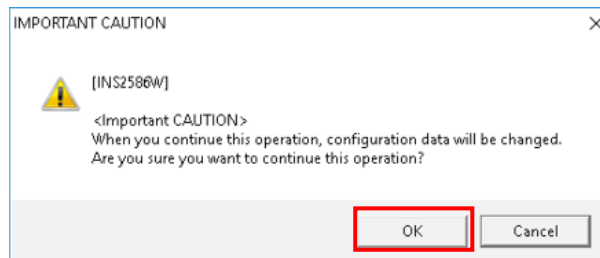 IMPORTANT CAUTION
[INS2586W]
<Important CAUTION>
When you continue this operation, configuration data will be changed.
Are you sure you want to continue this operation?
OK
Cancel